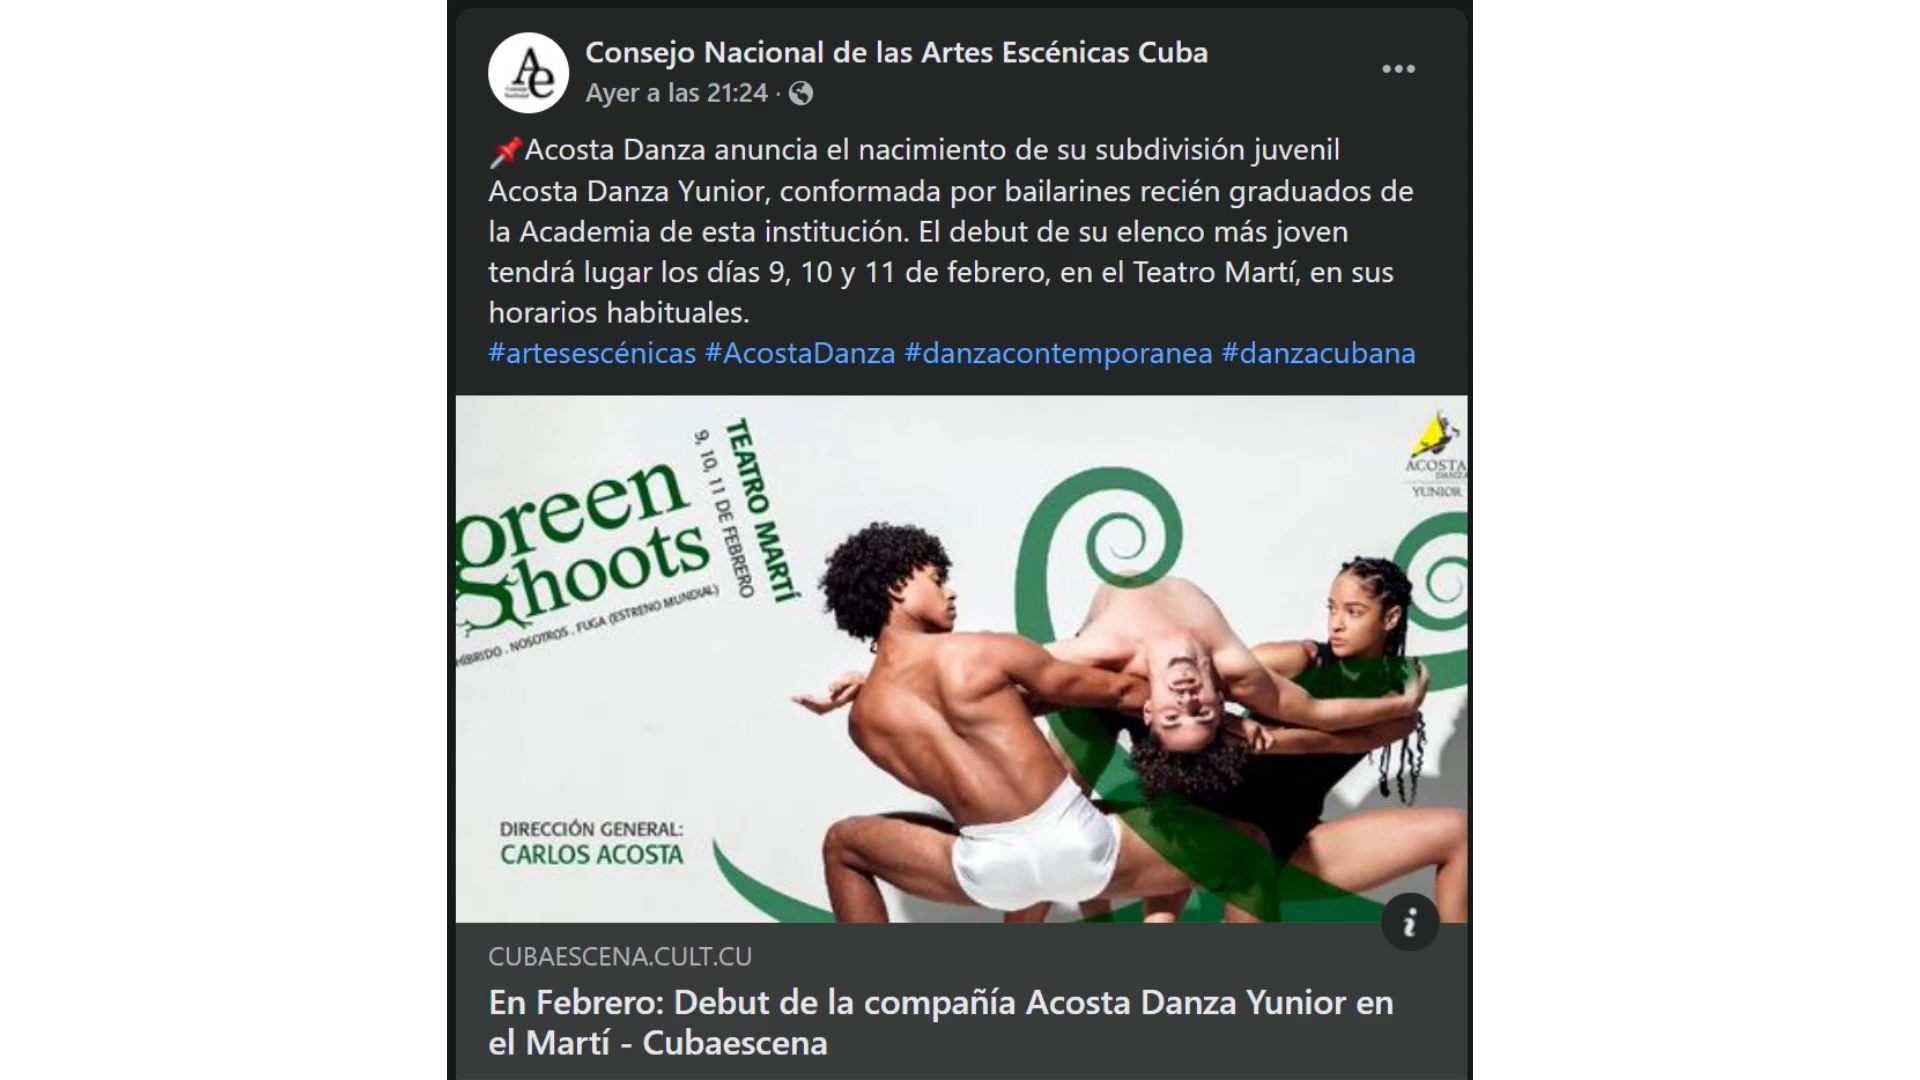 Consejo Nacional de las Artes Escénicas Cuba
Ayer a las 21:24 ·
Acosta Danza anuncia el nacimiento de su subdivisión juvenil
Acosta Danza Yunior, conformada por bailarines recién graduados de
la Academia de esta institución. El debut de su elenco más joven
tendrá lugar los días 9, 10 y 11 de febrero, en el Teatro Martí, en sus
horarios habituales.
#artesescénicas #AcostaDanza #danzacontemporanea #danzacubana
Green
Shoots
HÍBRIDO . NOSOTROS . FUGA (ESTRENO MUNDIAL)
TEATRO MARTÍ
9, 10, 11 DE FEBRERO
ACOSTA
DANZA
YUNIOR
DIRECCIÓN GENERAL:
CARLOS ACOSTA
CUBAESCENA.CULT.CU
En Febrero: Debut de la compañía Acosta Danza Yunior en
el Martí - Cubaescena